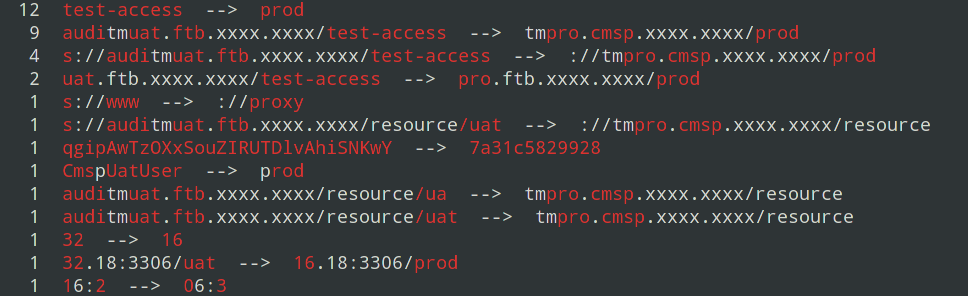 12 test-access --> prod
9 auditmuat.ftb.xxxx.xxxx/test-access --> tmpro.cmsp.xxxx.xxxx/prod
4 s://auditmuat.ftb.xxxx.xxxx/test-access --> ://tmpro.cmsp.xxxx.xxxx/prod
2 uat.ftb.xxxx.xxxx/test-access --> pro.ftb.xxxx.xxxx/prod
1 s://www --> ://proxy
1 s://auditmuat.ftb.xxxx.xxxx/resource/uat --> ://tmpro.cmsp.xxxx.xxxx/resource
1 qgipAwTzOXxSouZIRUTDlvAhiSNKwY --> 7a31c5829928
1 CmspUatUser --> prod
1 auditmuat.ftb.xxxx.xxxx/resource/ua --> tmpro.cmsp.xxxx.xxxx/resource
1 auditmuat.ftb.xxxx.xxxx/resource/uat --> tmpro.cmsp.xxxx.xxxx/resource
1 32 --> 16
1 32.18:3306/uat --> 16.18:3306/prod
1 16:2 --> 06:3